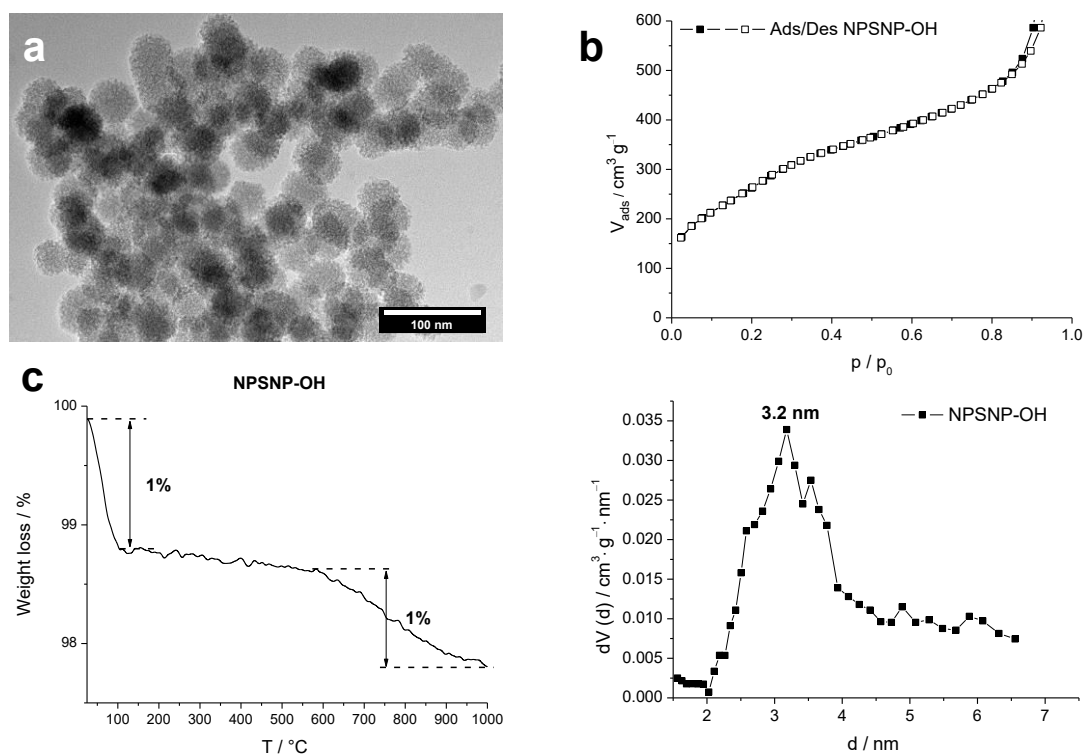 a
100 nm
b
Ads/Des NPSNP-OH
600
500
400
300
200
100
0
V_ads / cm³ g⁻¹
0.0 0.2 0.4 0.6 0.8 1.0
p / p₀
c
NPSNP-OH
100
99
98
Weight loss / %
1%
1%
100 200 300 400 500 600 700 800 900 1000
T / °C
3.2 nm
NPSNP-OH
0.035
0.030
0.025
0.020
0.015
0.010
0.005
0.000
dV (d) / cm³· g⁻¹· nm⁻¹
2 3 4 5 6 7
d / nm